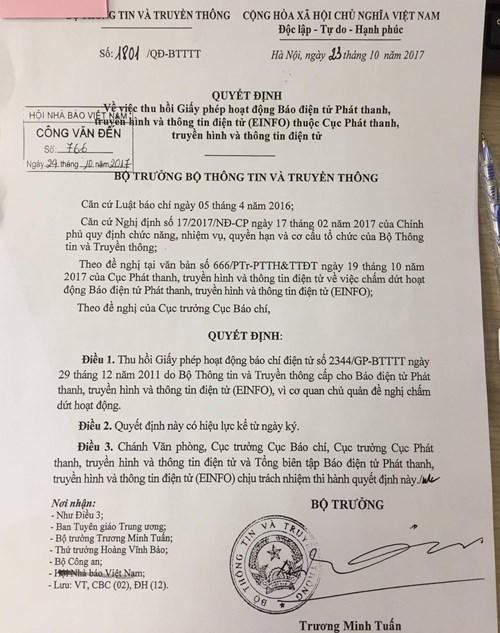 BỘ THÔNG TIN VÀ TRUYỀN THÔNG
CỘNG HÒA XÃ HỘI CHỦ NGHĨA VIỆT NAM
Độc lập - Tự do - Hạnh phúc
Số: 1801 /QĐ-BTTTT
Hà Nội, ngày 23 tháng 10 năm 2017
QUYẾT ĐỊNH
Về việc thu hồi Giấy phép hoạt động Báo điện tử Phát thanh,
truyền hình và thông tin điện tử (EINFO) thuộc Cục Phát thanh,
truyền hình và thông tin điện tử
HỘI NHÀ BÁO VIỆT NAM
CÔNG VĂN ĐẾN
Số: 766
Ngày 24 tháng 10 năm 2017
BỘ TRƯỞNG BỘ THÔNG TIN VÀ TRUYỀN THÔNG
Căn cứ Luật báo chí ngày 05 tháng 4 năm 2016;
Căn cứ Nghị định số 17/2017/NĐ-CP ngày 17 tháng 02 năm 2017 của Chính
phủ quy định chức năng, nhiệm vụ, quyền hạn và cơ cấu tổ chức của Bộ Thông
tin và Truyền thông;
Theo đề nghị tại văn bản số 666/PTr-PTTH&TTĐT ngày 19 tháng 10 năm
2017 của Cục Phát thanh, truyền hình và thông tin điện tử về việc chấm dứt hoạt
động Báo điện tử Phát thanh, truyền hình và thông tin điện tử (EINFO);
Theo đề nghị của Cục trưởng Cục Báo chí,
QUYẾT ĐỊNH:
Điều 1. Thu hồi Giấy phép hoạt động báo chí điện tử số 2344/GP-BTTTT ngày
29 tháng 12 năm 2011 do Bộ Thông tin và Truyền thông cấp cho Báo điện tử Phát
thanh, truyền hình và thông tin điện tử (EINFO), vì cơ quan chủ quản đề nghị chấm
dứt hoạt động.
Điều 2. Quyết định này có hiệu lực kể từ ngày ký.
Điều 3. Chánh Văn phòng, Cục trưởng Cục Báo chí, Cục trưởng Cục Phát
thanh, truyền hình và thông tin điện tử và Tổng biên tập Báo điện tử Phát thanh,
truyền hình và thông tin điện tử (EINFO) chịu trách nhiệm thi hành quyết định này./.
Nơi nhận:
- Như Điều 3;
- Ban Tuyên giáo Trung ương;
- Bộ trưởng Trương Minh Tuấn;
- Thứ trưởng Hoàng Vĩnh Bảo;
- Bộ Công an;
- Hội Nhà báo Việt Nam;
- Lưu: VT, CBC (02), ĐH (12).
BỘ TRƯỞNG
BỘ THÔNG TIN VÀ TRUYỀN THÔNG
Trương Minh Tuấn